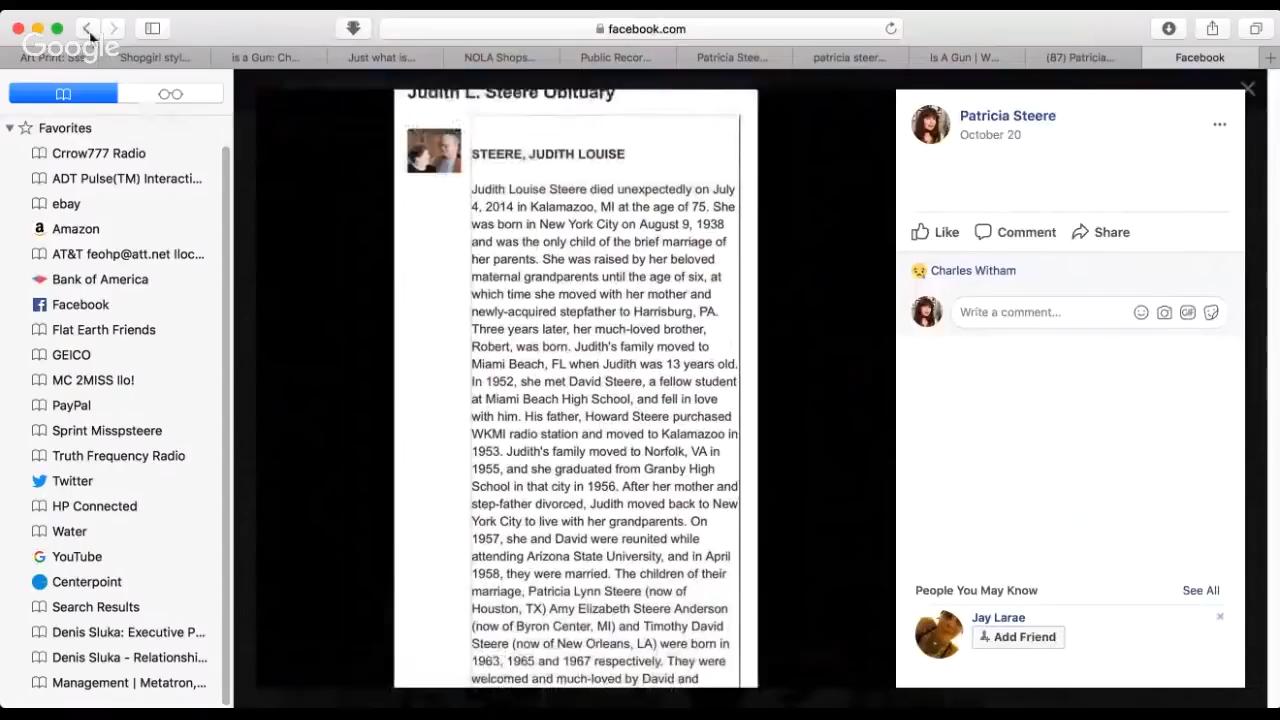 facebook.com
Google
Art Print: Sse
Shopgirl styl...
is a Gun: Ch...
Just what is...
NOLA Shops...
Public Recor...
Patricia Stee...
patricia steer...
Is A Gun | W...
(87) Patricia...
Facebook
Favorites
Crrow777 Radio
ADT Pulse(TM) Interacti...
ebay
Amazon
AT&T feohp@att.net lloc...
Bank of America
Facebook
Flat Earth Friends
GEICO
MC 2MISS llo!
PayPal
Sprint Misspsteere
Truth Frequency Radio
Twitter
HP Connected
Water
YouTube
Centerpoint
Search Results
Denis Sluka: Executive P...
Denis Sluka - Relationshi...
Management | Metatron,...
Judith L. Steere Obituary
STEERE, JUDITH LOUISE
Judith Louise Steere died unexpectedly on July
4, 2014 in Kalamazoo, MI at the age of 75. She
was born in New York City on August 9, 1938
and was the only child of the brief marriage of
her parents. She was raised by her beloved
maternal grandparents until the age of six, at
which time she moved with her mother and
newly-acquired stepfather to Harrisburg, PA.
Three years later, her much-loved brother,
Robert, was born. Judith's family moved to
Miami Beach, FL when Judith was 13 years old.
In 1952, she met David Steere, a fellow student
at Miami Beach High School, and fell in love
with him. His father, Howard Steere purchased
WKMI radio station and moved to Kalamazoo in
1953. Judith's family moved to Norfolk, VA in
1955, and she graduated from Granby High
School in that city in 1956. After her mother and
step-father divorced, Judith moved back to New
York City to live with her grandparents. On
1957, she and David were reunited while
attending Arizona State University, and in April
1958, they were married. The children of their
marriage, Patricia Lynn Steere (now of
Houston, TX) Amy Elizabeth Steere Anderson
(now of Byron Center, MI) and Timothy David
Steere (now of New Orleans, LA) were born in
1963, 1965 and 1967 respectively. They were
welcomed and much-loved by David and
Patricia Steere
October 20
Like
Comment
Share
Charles Witham
Write a comment...
GIF
People You May Know
See All
Jay Larae
Add Friend